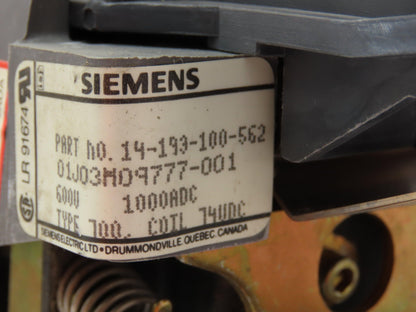 SIEMENS
LR 91674
PART NO. 14-193-100-562
01J03MD9777-001
600V 1000ADC
TYPE 700. COIL 74VDC
SIEMENS ELECTRIC LTD • DRUMMONDVILLE QUEBEC. CANADA